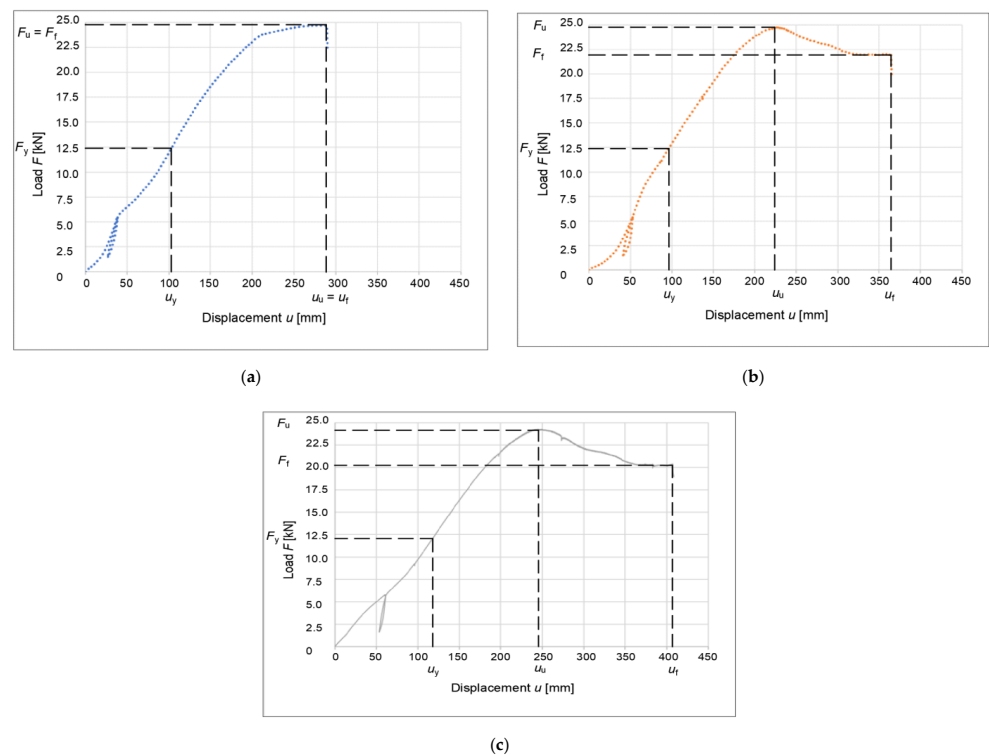 25.0
Fu = Ff
22.5
20.0
17.5
15.0
Fy
12.5
10.0
7.5
5.0
2.5
0
Load F [kN]
0 50 100 150 200 250 300 350 400 450
uy uu = uf
Displacement u [mm]
(a)
25.0
Fu
22.5
Ff
20.0
17.5
15.0
Fy
12.5
10.0
7.5
5.0
2.5
0
Load F [kN]
0 50 100 150 200 250 300 350 400 450
uy uu uf
Displacement u [mm]
(b)
25.0
Fu
22.5
Ff
20.0
17.5
15.0
Fy
12.5
10.0
7.5
5.0
2.5
Load F [kN]
0 50 100 150 200 250 300 350 400 450
uy uu uf
Displacement u [mm]
(c)